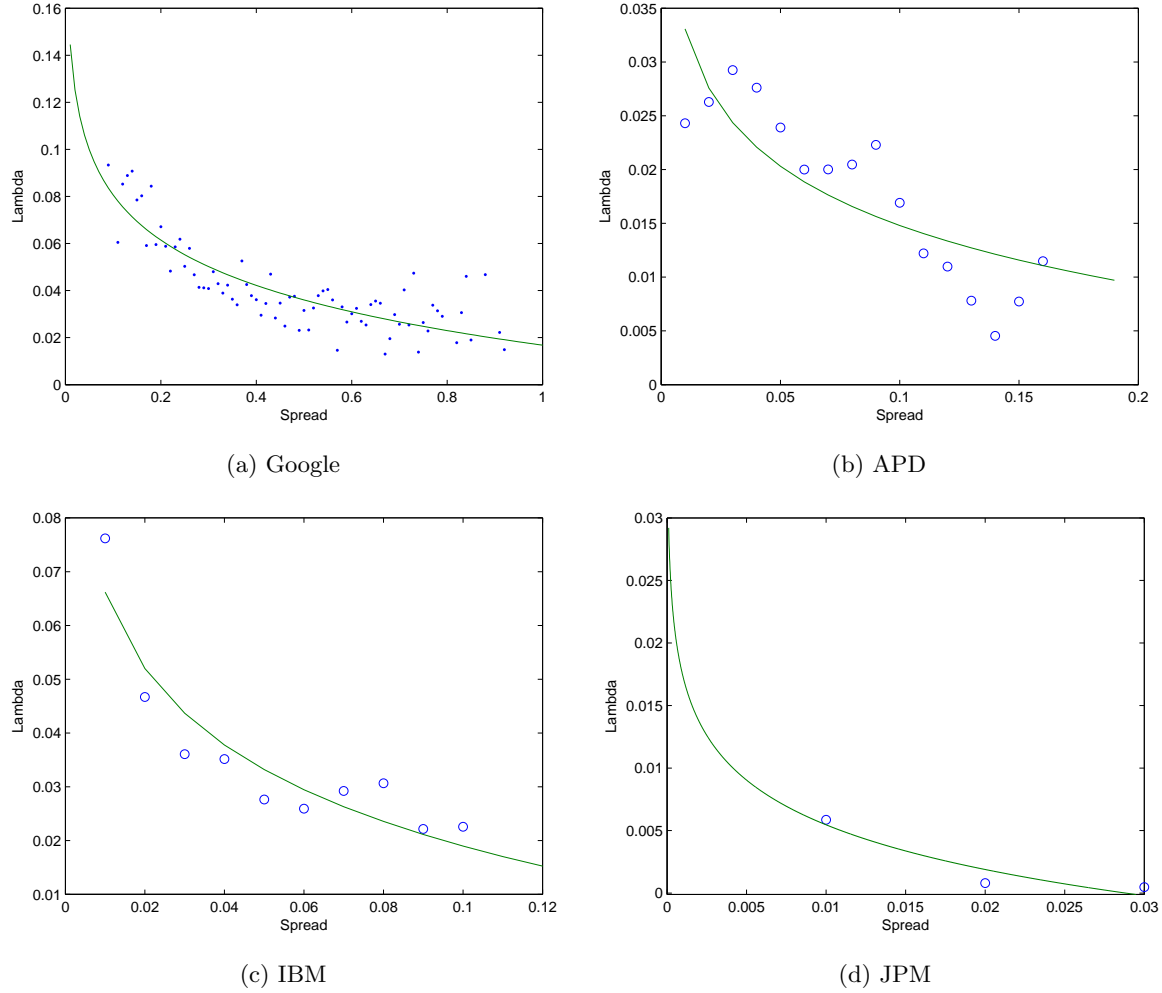 0.16
0.14
0.12
0.1
0.08
0.06
0.04
0.02
0
Lambda
0 0.2 0.4 0.6 0.8 1
Spread
(a) Google
0.035
0.03
0.025
0.02
0.015
0.01
0.005
0
Lambda
0 0.05 0.1 0.15 0.2
Spread
(b) APD
0.08
0.07
0.06
0.05
0.04
0.03
0.02
0.01
Lambda
0 0.02 0.04 0.06 0.08 0.1 0.12
Spread
(c) IBM
0.03
0.025
0.02
0.015
0.01
0.005
0
Lambda
0 0.005 0.01 0.015 0.02 0.025 0.03
Spread
(d) JPM